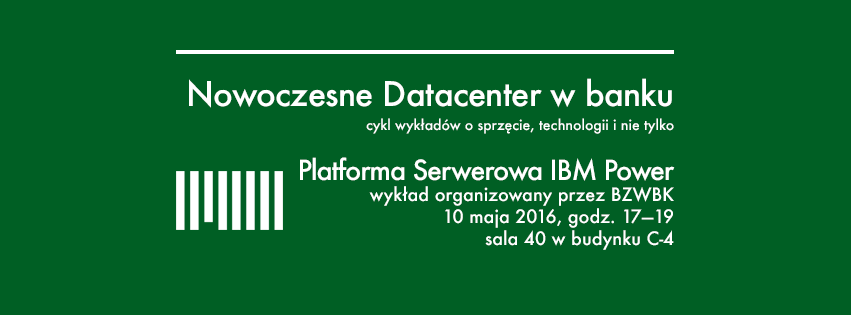 Nowoczesne Datacenter w banku
cykl wykładów o sprzęcie, technologii i nie tylko
Platforma Serwerowa IBM Power
wykład organizowany przez BZWBK
10 maja 2016, godz. 17—19
sala 40 w budynku C-4